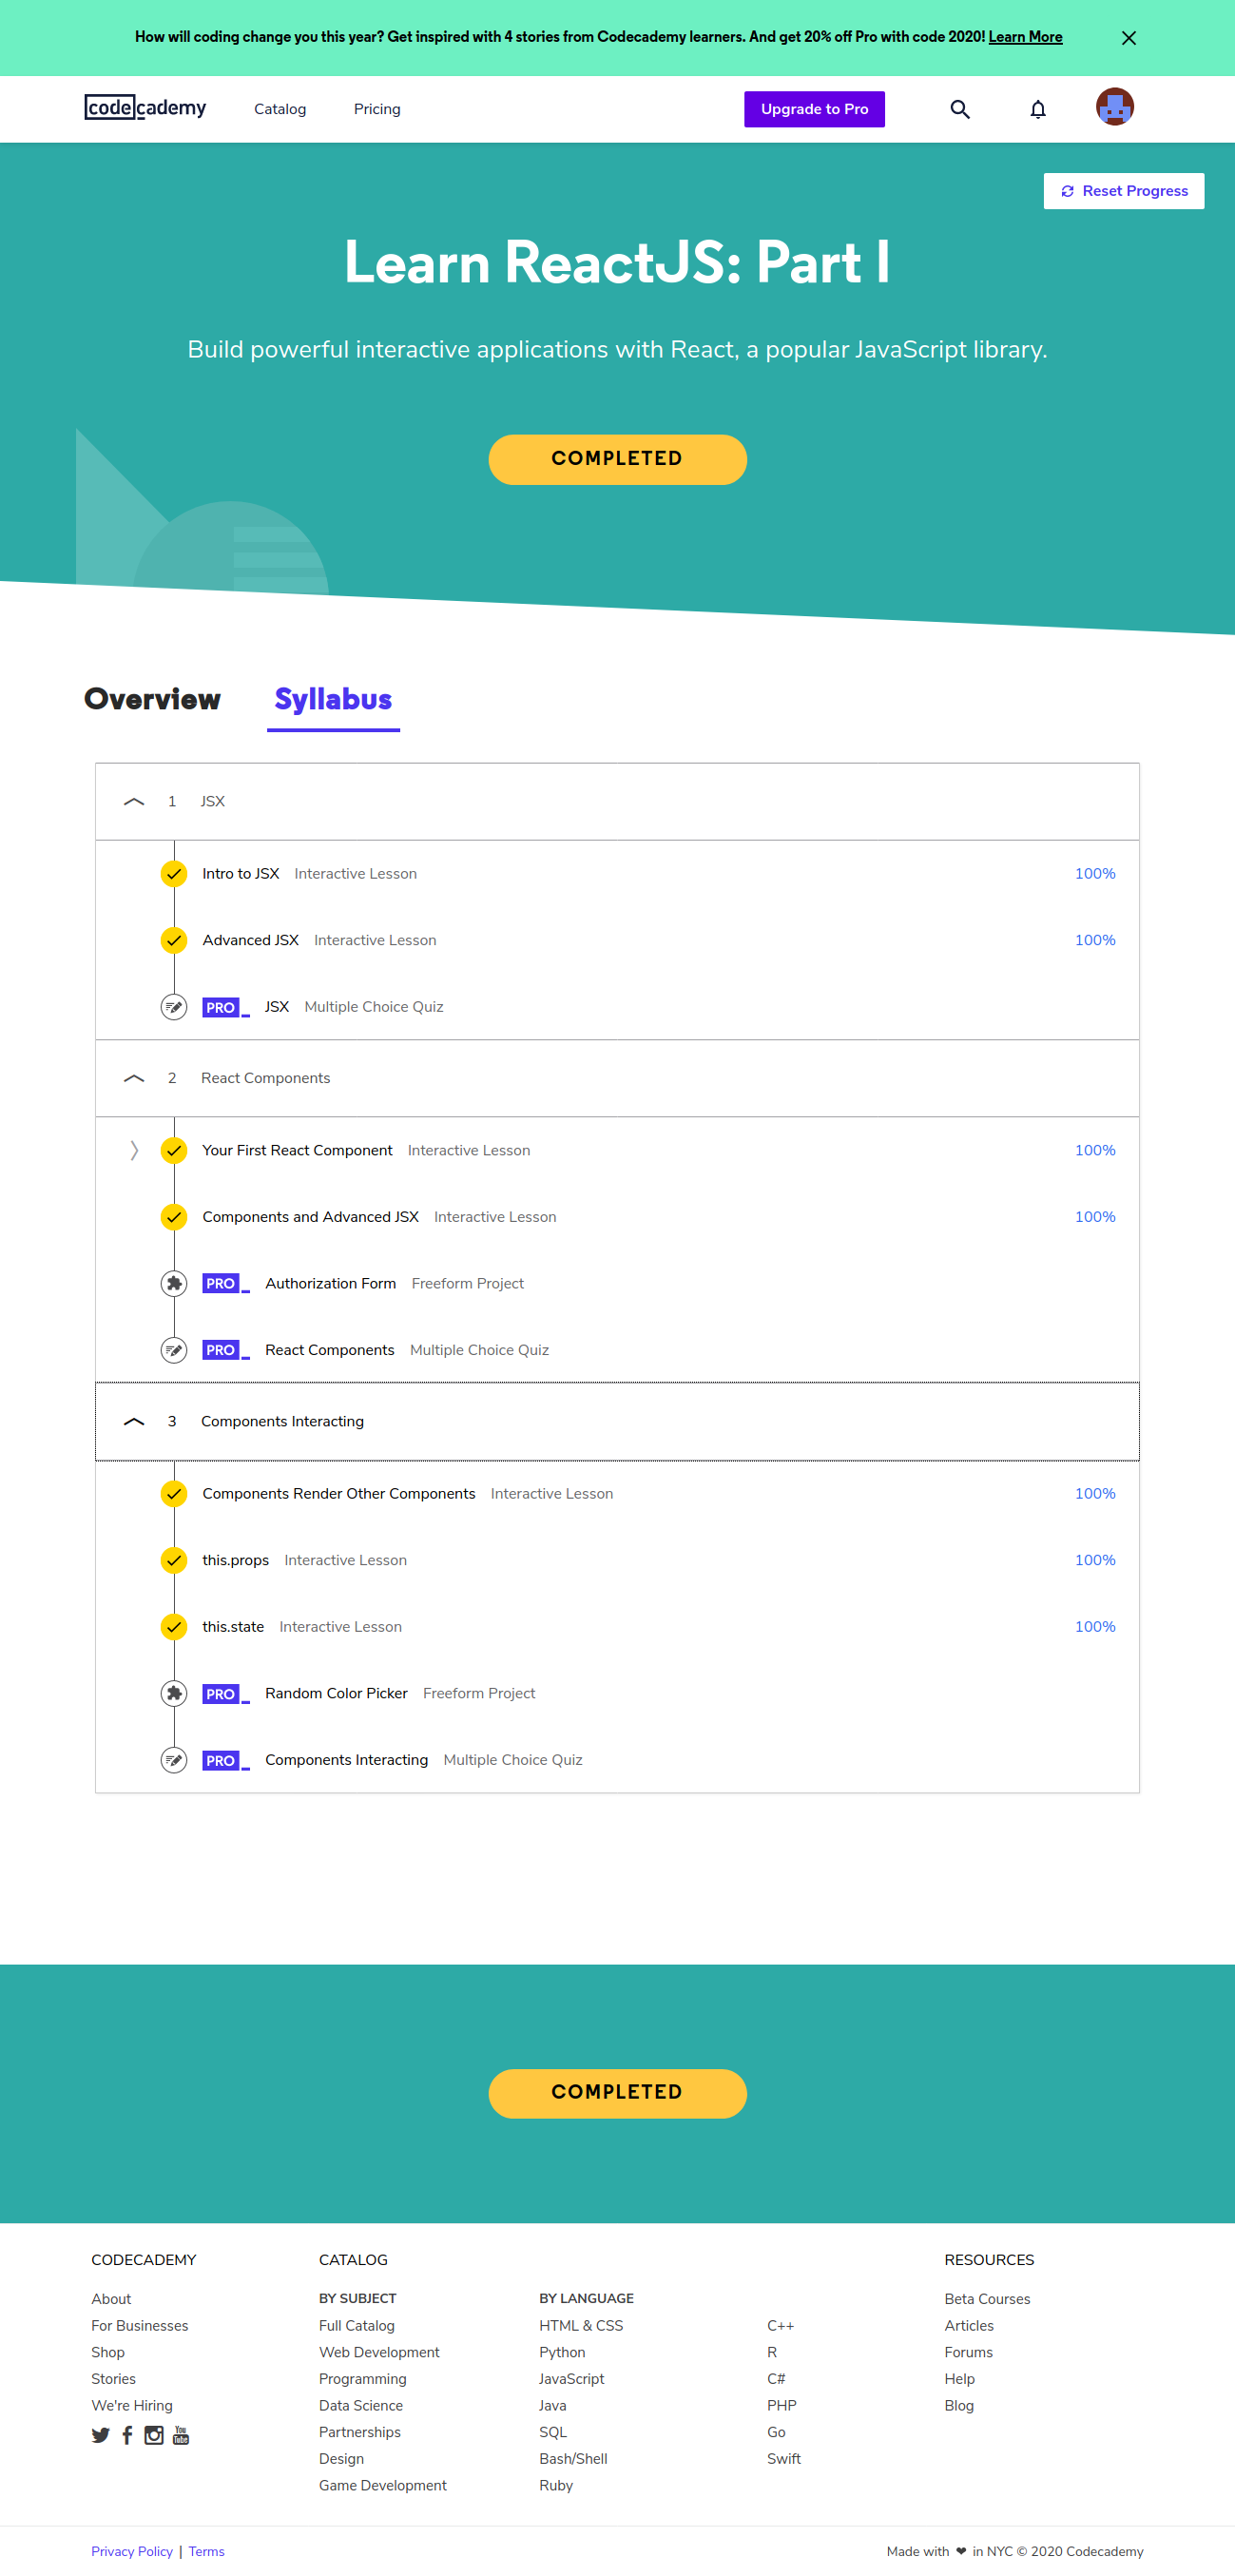 How will coding change you this year? Get inspired with 4 stories from Codecademy learners. And get 20% off Pro with code 2020! Learn More
codecademy
Catalog
Pricing
Upgrade to Pro
Reset Progress
Learn ReactJS: Part I
Build powerful interactive applications with React, a popular JavaScript library.
COMPLETED
Overview
Syllabus
1 JSX
Intro to JSX Interactive Lesson 100%
Advanced JSX Interactive Lesson 100%
PRO JSX Multiple Choice Quiz
2 React Components
Your First React Component Interactive Lesson 100%
Components and Advanced JSX Interactive Lesson 100%
PRO Authorization Form Freeform Project
PRO React Components Multiple Choice Quiz
3 Components Interacting
Components Render Other Components Interactive Lesson 100%
this.props Interactive Lesson 100%
this.state Interactive Lesson 100%
PRO Random Color Picker Freeform Project
PRO Components Interacting Multiple Choice Quiz
COMPLETED
CODECADEMY
About
For Businesses
Shop
Stories
We're Hiring
You Tube
CATALOG
BY SUBJECT
Full Catalog
Web Development
Programming
Data Science
Partnerships
Design
Game Development
BY LANGUAGE
HTML & CSS
Python
JavaScript
Java
SQL
Bash/Shell
Ruby
C++
R
C#
PHP
Go
Swift
RESOURCES
Beta Courses
Articles
Forums
Help
Blog
Privacy Policy | Terms
Made with ❤ in NYC © 2020 Codecademy